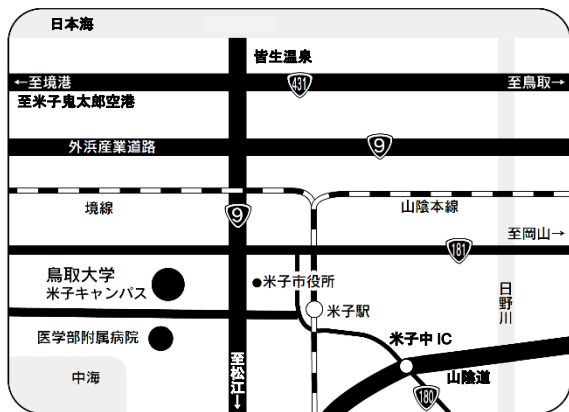 日本海
皆生温泉
←至境港
431
至鳥取→
至米子鬼太郎空港
外浜産業道路
9
境線
9
山陰本線
至岡山→
181
鳥取大学
米子キャンパス
●米子市役所
米子駅
日野川
医学部附属病院
米子中 IC
中海
至松江→
山陰道
180